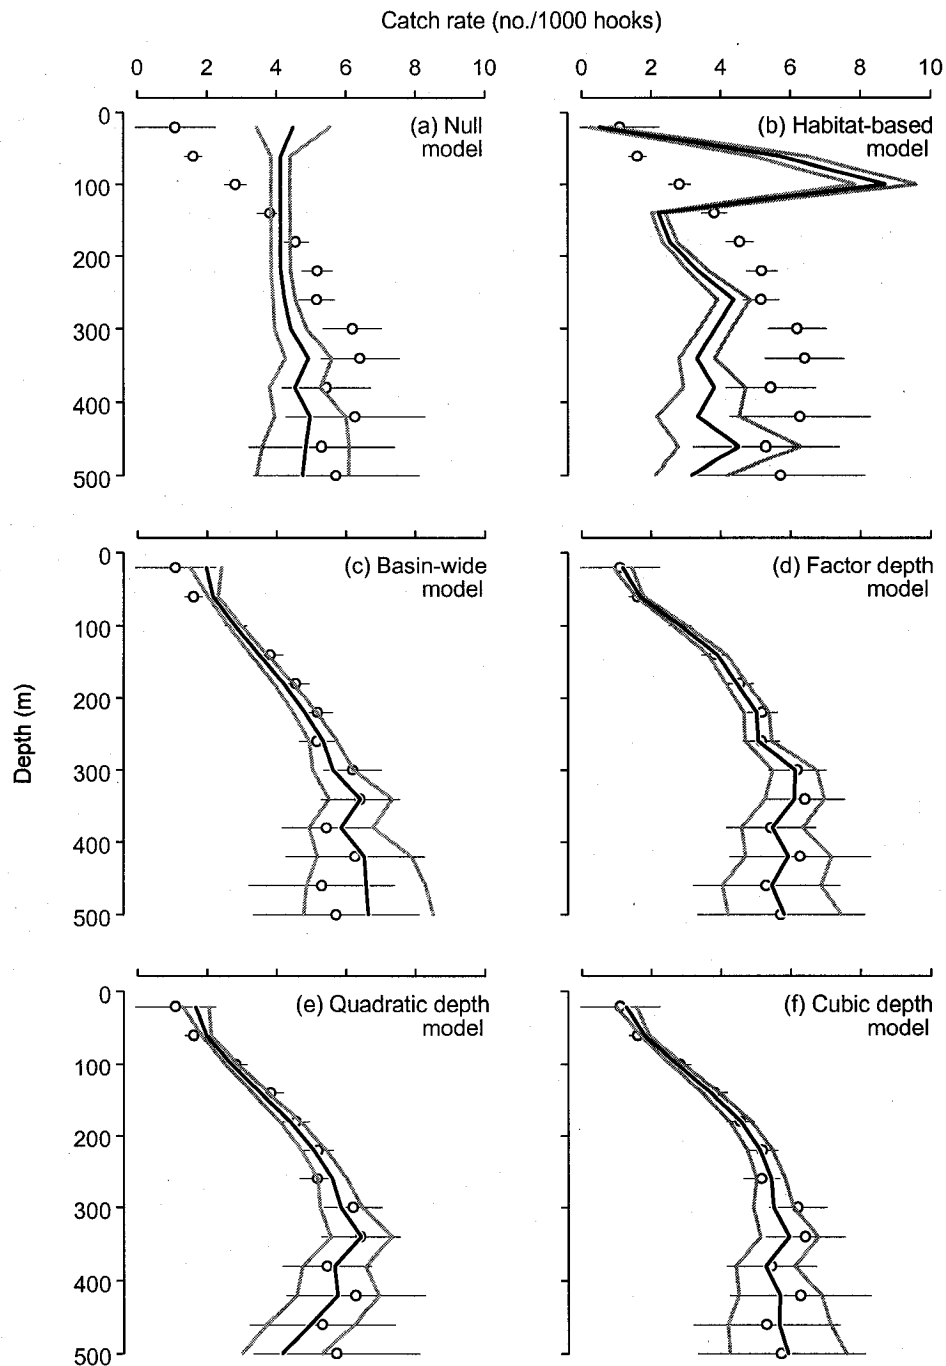 Catch rate (no./1000 hooks)
0 2 4 6 8 10 0 2 4 6 8 10
0
100
200
300
400
500
(a) Null
model
(b) Habitat-based
model
0
100
200
300
400
500
(c) Basin-wide
model
(d) Factor depth
model
Depth (m)
0
100
200
300
400
500
(e) Quadratic depth
model
(f) Cubic depth
model